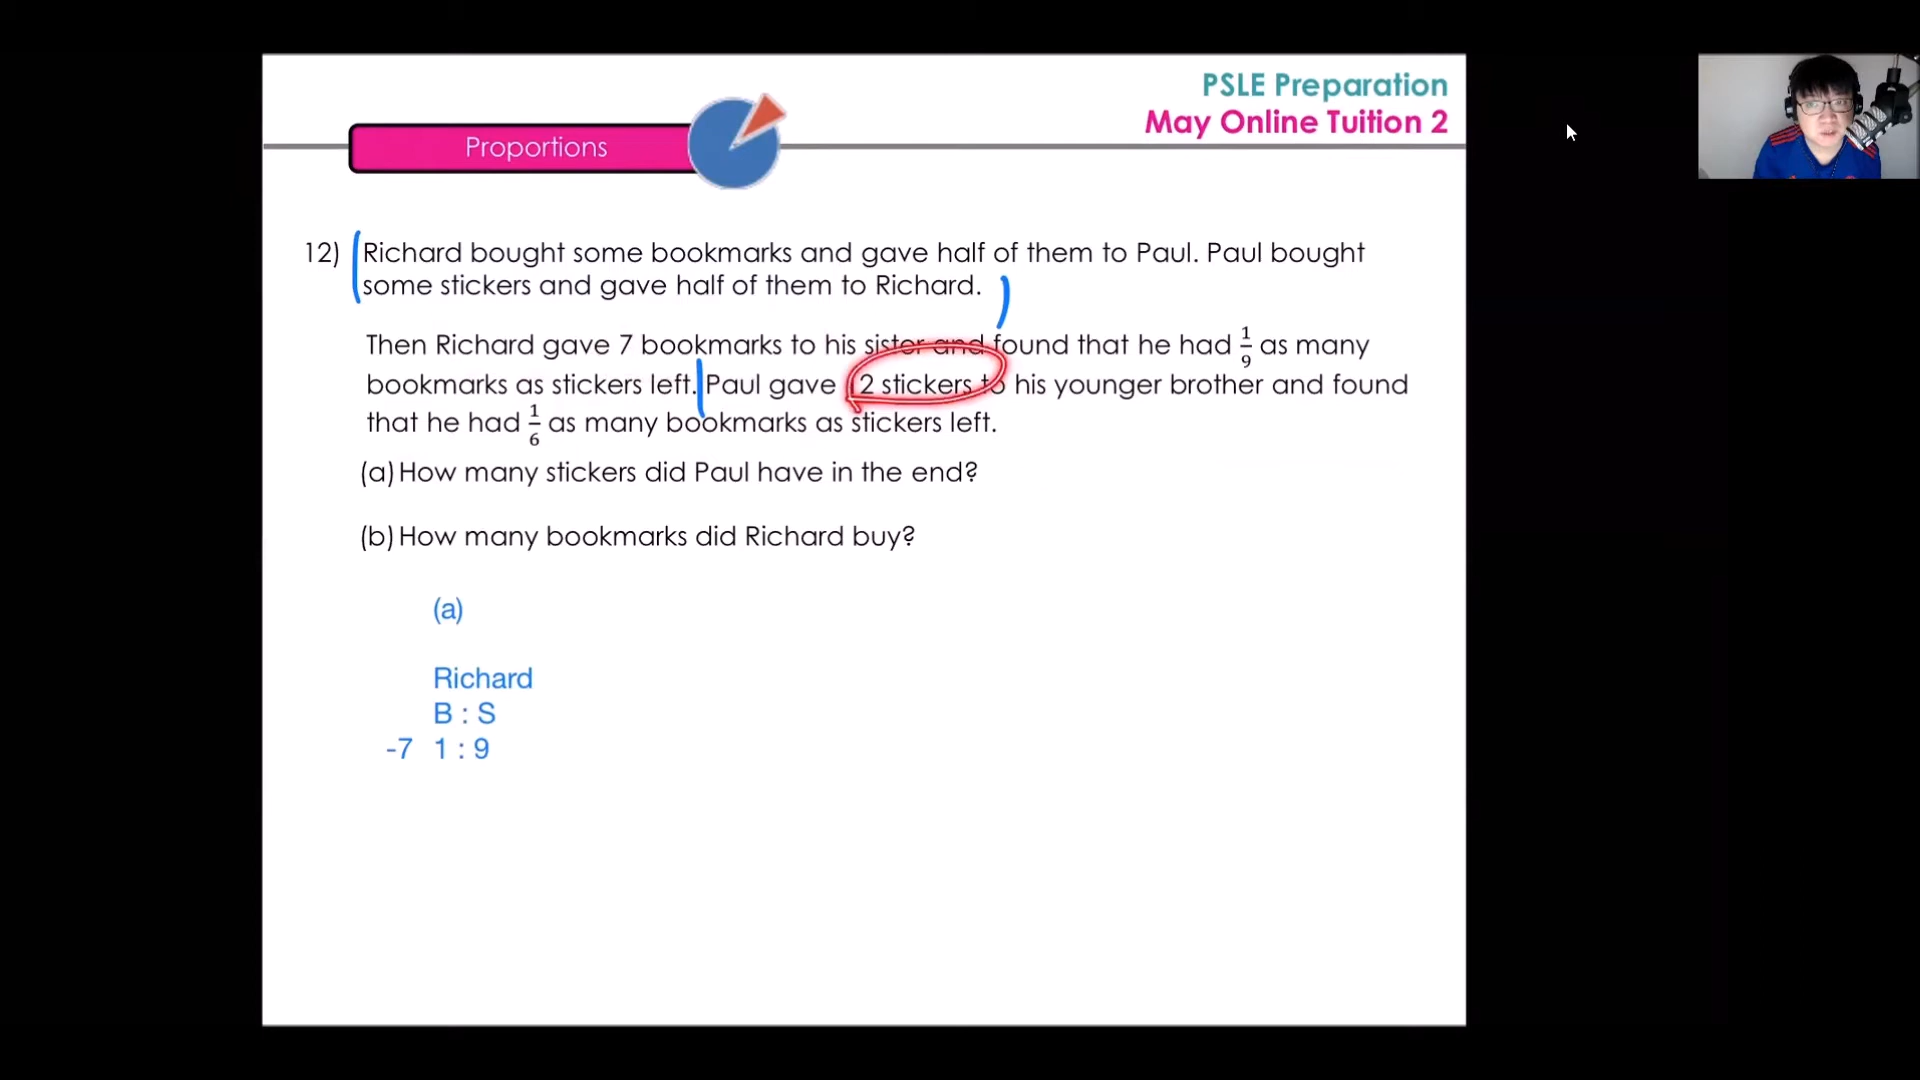 PSLE Preparation
May Online Tuition 2
Proportions
12) Richard bought some bookmarks and gave half of them to Paul. Paul bought
some stickers and gave half of them to Richard.
Then Richard gave 7 bookmarks to his sister and found that he had 1/9 as many
bookmarks as stickers left. Paul gave 12 stickers to his younger brother and found
that he had 1/6 as many bookmarks as stickers left.
(a) How many stickers did Paul have in the end?
(b) How many bookmarks did Richard buy?
(a)
Richard
B : S
-7 1 : 9